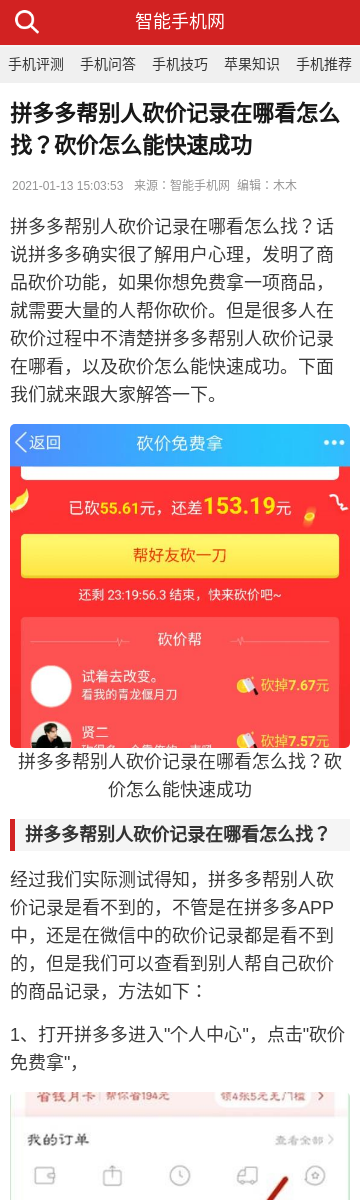 智能手机网
手机评测 手机问答 手机技巧 苹果知识 手机推荐
拼多多帮别人砍价记录在哪看怎么
找？砍价怎么能快速成功
2021-01-13 15:03:53 来源：智能手机网 编辑：木木
拼多多帮别人砍价记录在哪看怎么找？话
说拼多多确实很了解用户心理，发明了商
品砍价功能，如果你想免费拿一项商品，
就需要大量的人帮你砍价。但是很多人在
砍价过程中不清楚拼多多帮别人砍价记录
在哪看，以及砍价怎么能快速成功。下面
我们就来跟大家解答一下。
返回 砍价免费拿
已砍55.61元，还差153.19元
帮好友砍一刀
还剩 23:19:56.3 结束，快来砍价吧~
砍价帮
试着去改变。
看我的青龙偃月刀
砍掉7.67元
贤二
砍掉7.57元
拼多多帮别人砍价记录在哪看怎么找？砍
价怎么能快速成功
拼多多帮别人砍价记录在哪看怎么找？
经过我们实际测试得知，拼多多帮别人砍
价记录是看不到的，不管是在拼多多APP
中，还是在微信中的砍价记录都是看不到
的，但是我们可以查看到别人帮自己砍价
的商品记录，方法如下：
1、打开拼多多进入"个人中心"，点击"砍价
免费拿"，
省钱月卡 帮你省194元 领4张5元无门槛
我的订单 查看全部